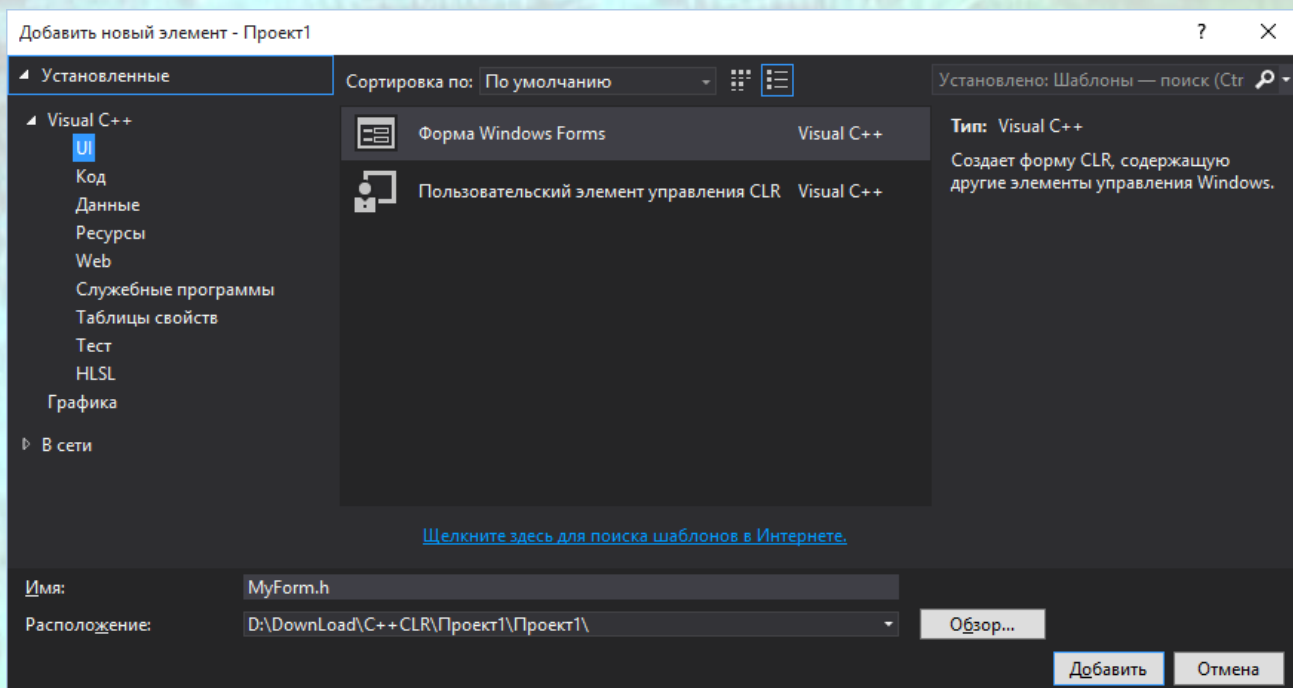 Добавить новый элемент - Проект1
?
Установленные
Сортировка по: По умолчанию
Установлено: Шаблоны — поиск (Ctr
Visual C++
UI
Код
Данные
Ресурсы
Web
Служебные программы
Таблицы свойств
Тест
HLSL
Графика
В сети
Форма Windows Forms Visual C++
Пользовательский элемент управления CLR Visual C++
Тип: Visual C++
Создает форму CLR, содержащую
другие элементы управления Windows.
Щелкните здесь для поиска шаблонов в Интернете.
Имя: MyForm.h
Расположение: D:\DownLoad\C++CLR\Проект1\Проект1\
Обзор...
Добавить Отмена